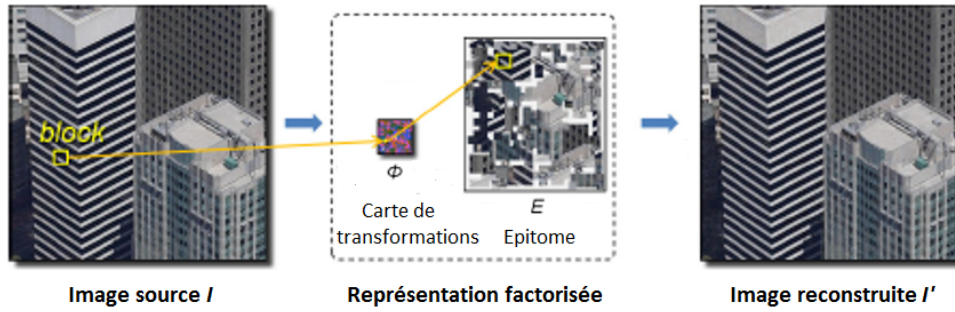 block
Φ
E
Carte de
transformations
Epitome
Image source I
Représentation factorisée
Image reconstruite I'